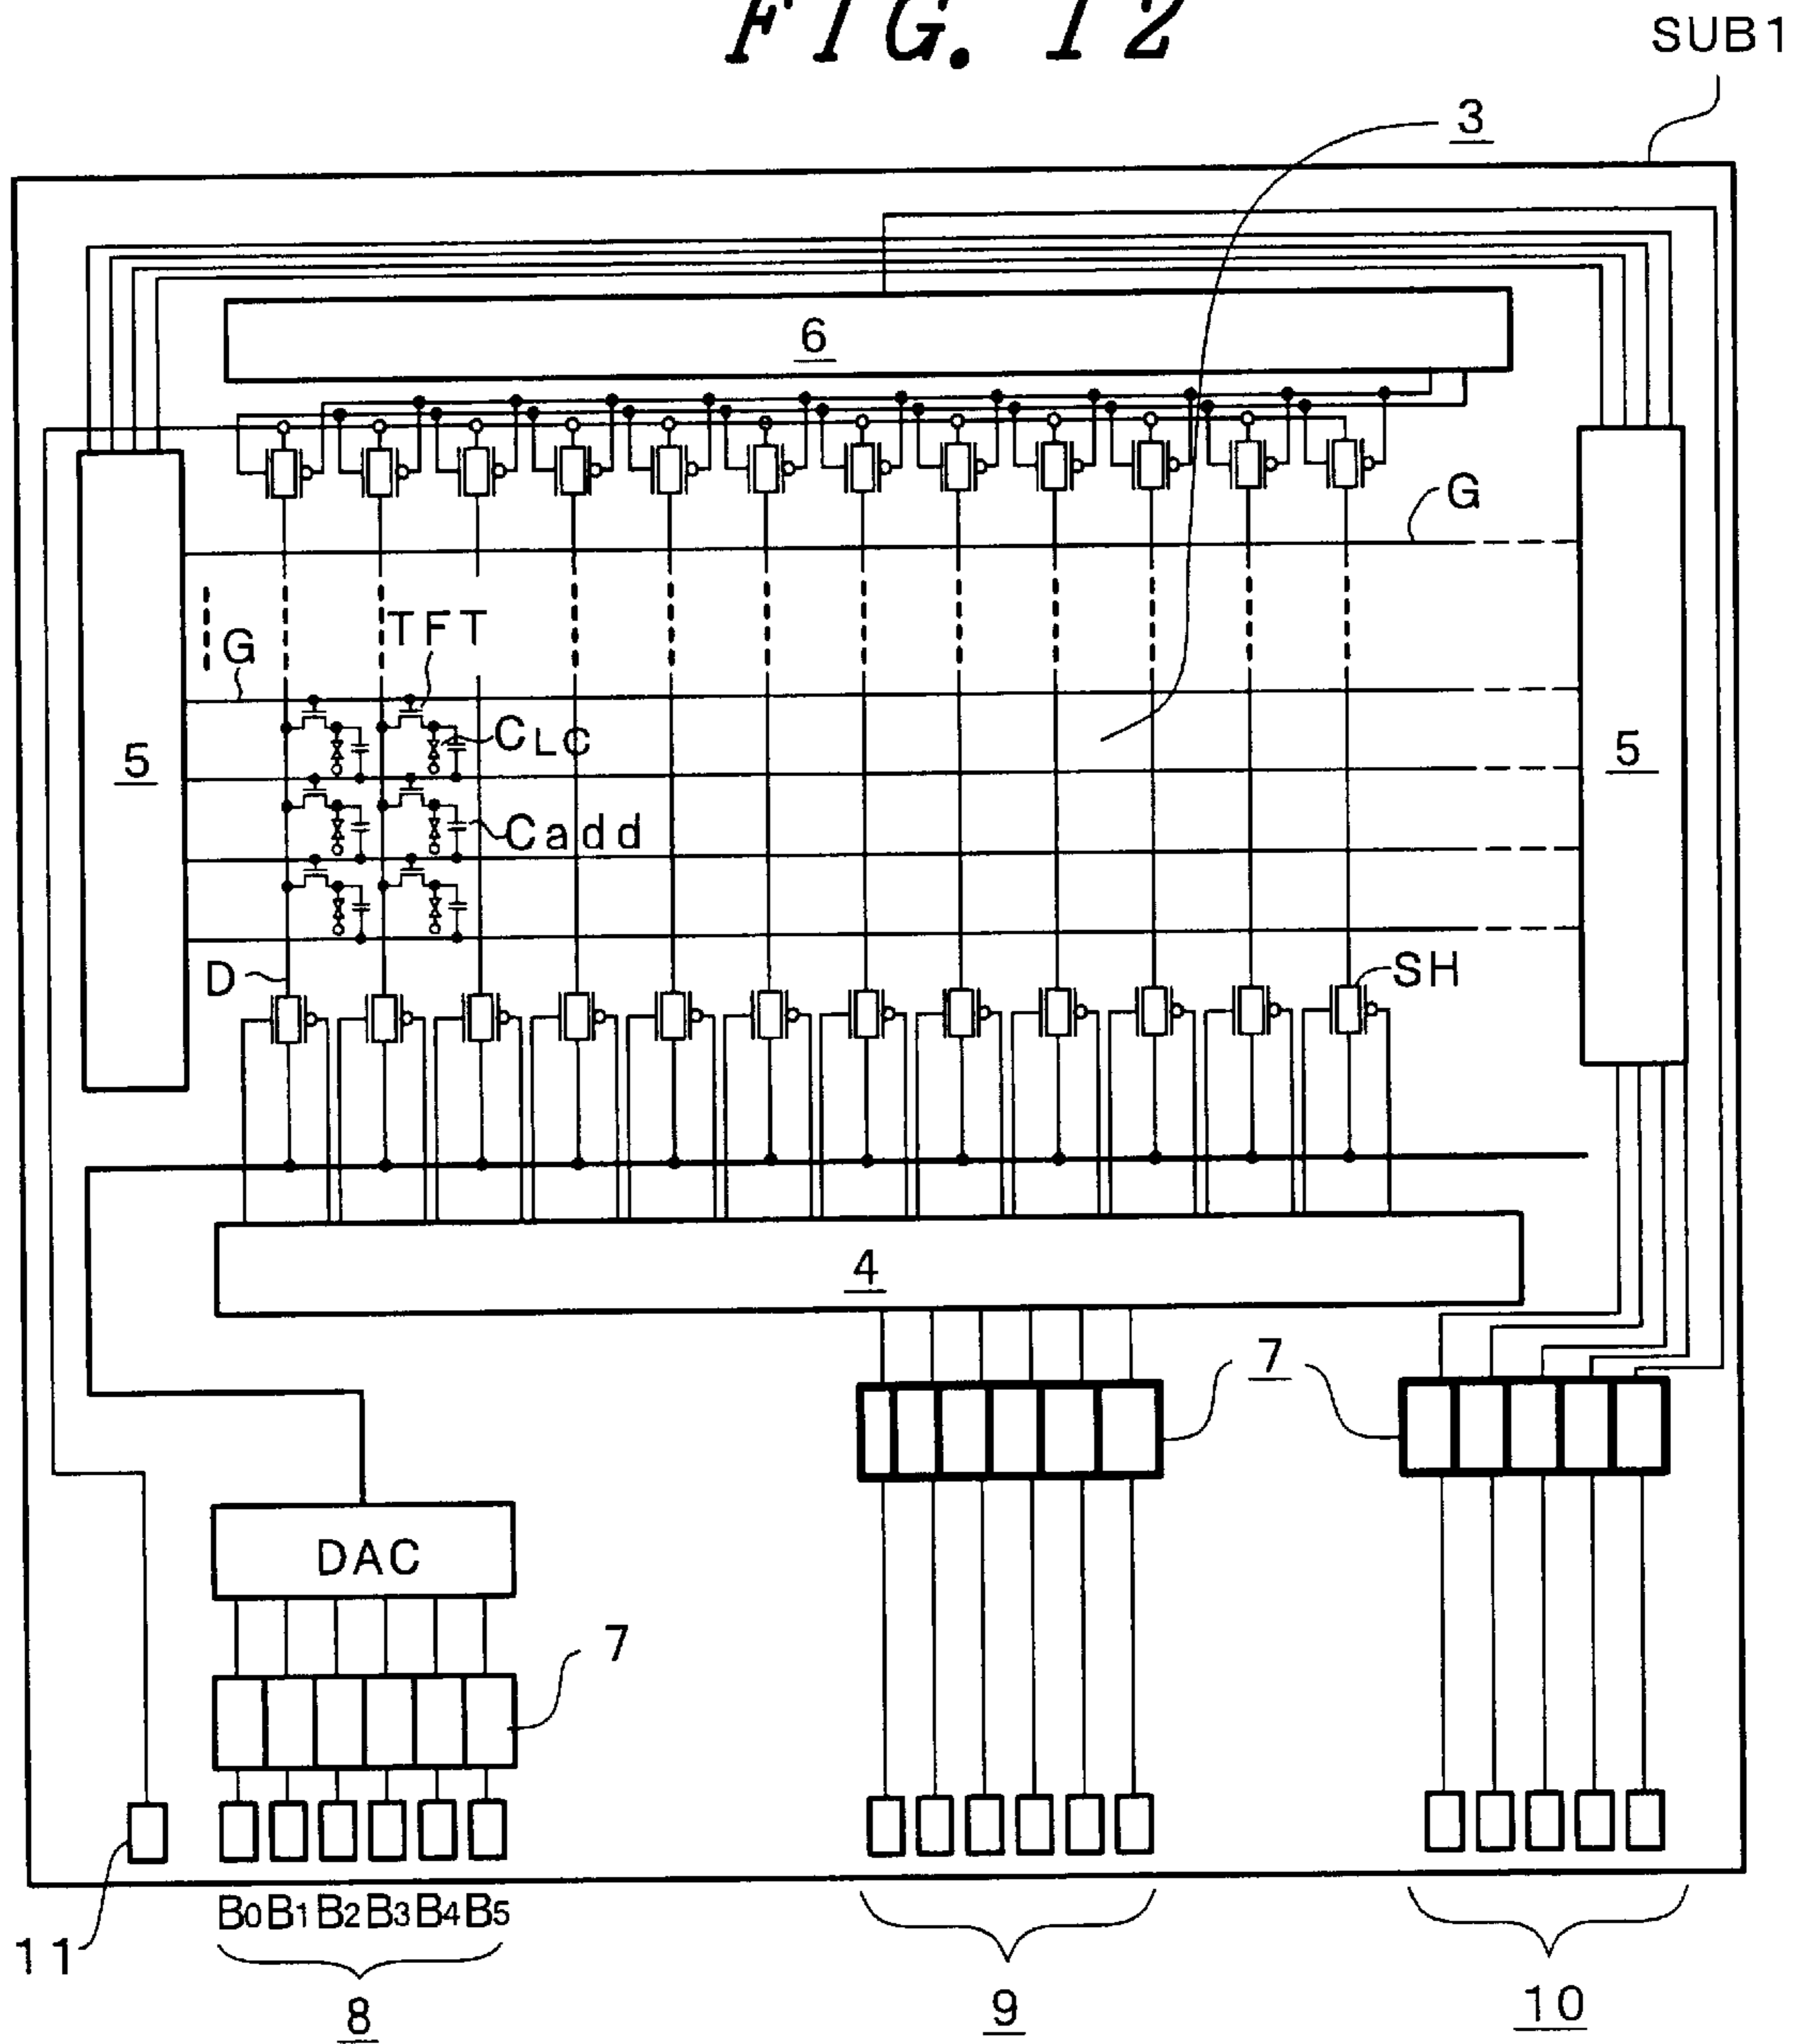 FIG. 12
SUB1
3
6
G
TFT
G
5
CLC
5
Cadd
D
SH
4
7
DAC
7
11
B0 B1 B2 B3 B4 B5
8
9
10